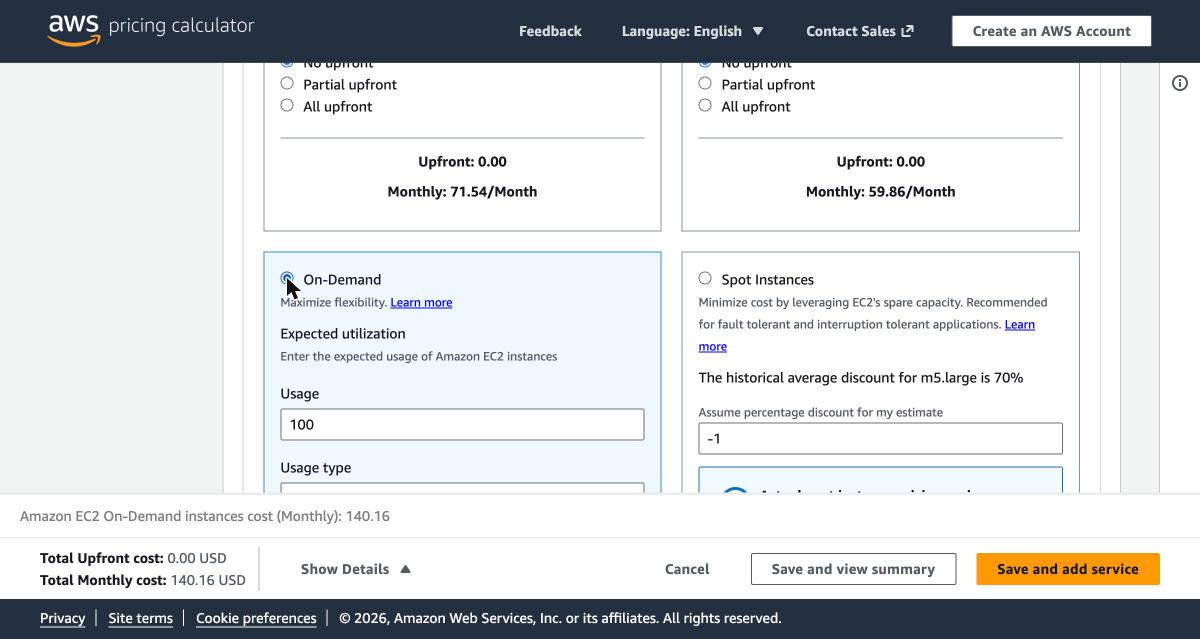 aws pricing calculator
Feedback
Language: English
Contact Sales
Create an AWS Account
No upfront
Partial upfront
All upfront
Upfront: 0.00
Monthly: 71.54/Month
No upfront
Partial upfront
All upfront
Upfront: 0.00
Monthly: 59.86/Month
On-Demand
Maximize flexibility. Learn more
Expected utilization
Enter the expected usage of Amazon EC2 instances
Usage
100
Usage type
Spot Instances
Minimize cost by leveraging EC2's spare capacity. Recommended
for fault tolerant and interruption tolerant applications. Learn
more
The historical average discount for m5.large is 70%
Assume percentage discount for my estimate
-1
Amazon EC2 On-Demand instances cost (Monthly): 140.16
Total Upfront cost: 0.00 USD
Total Monthly cost: 140.16 USD
Show Details
Cancel
Save and view summary
Save and add service
Privacy
Site terms
Cookie preferences
© 2026, Amazon Web Services, Inc. or its affiliates. All rights reserved.